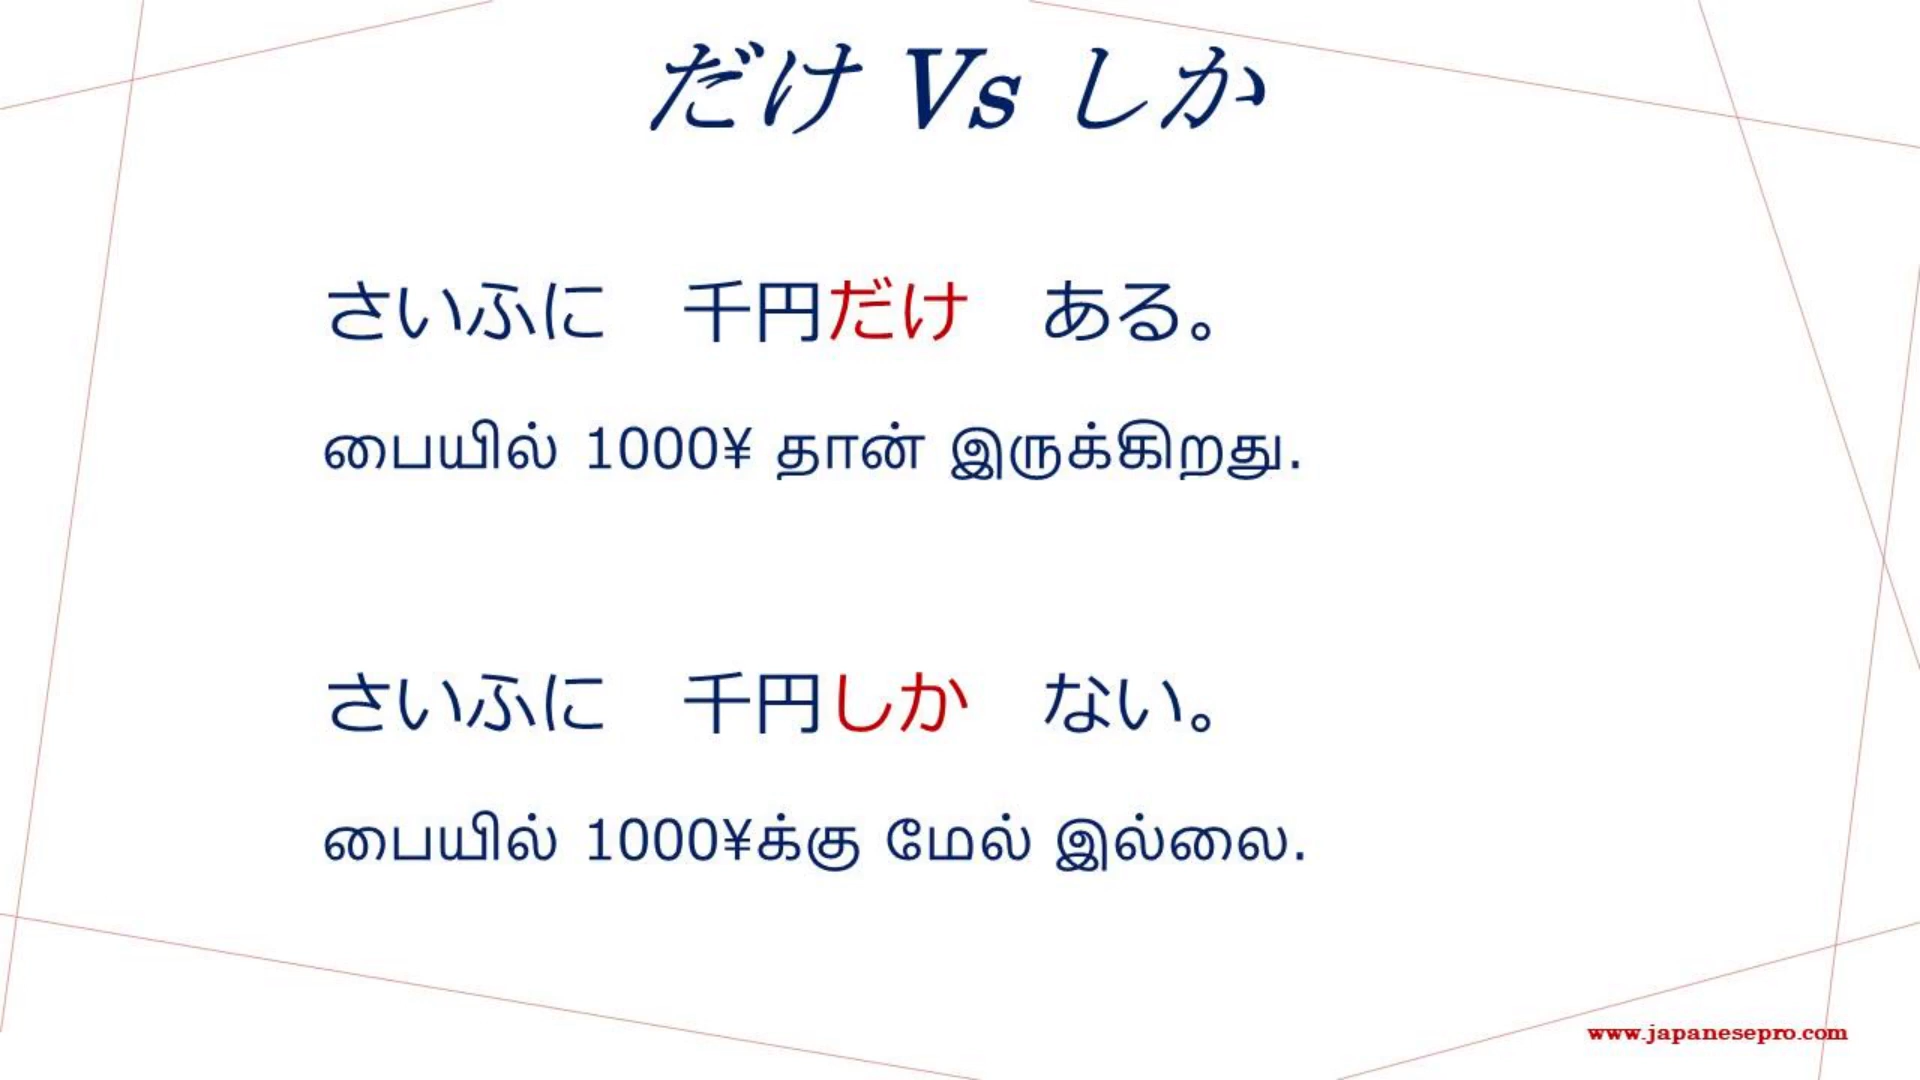 だけ Vs しか
さいふに　千円だけ　ある。
பையில் 1000¥ தான் இருக்கிறது.
さいふに　千円しか　ない。
பையில் 1000¥க்கு மேல் இல்லை.
www.japanesepro.com